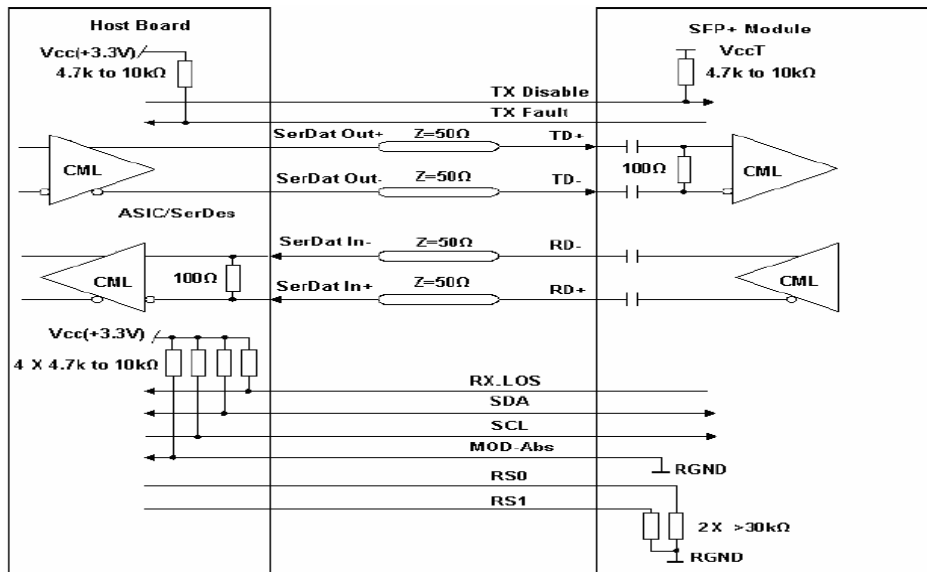 Host Board
SFP+ Module
Vcc(+3.3V)
4.7k to 10kΩ
VccT
4.7k to 10kΩ
TX Disable
TX Fault
SerDat Out+
Z=50Ω
TD+
CML
100Ω
CML
SerDat Out-
Z=50Ω
TD-
ASIC/SerDes
SerDat In-
Z=50Ω
RD-
CML
100Ω
SerDat In+
Z=50Ω
RD+
CML
Vcc(+3.3V)
4 X 4.7k to 10kΩ
RX_LOS
SDA
SCL
MOD-Abs
RGND
RS0
RS1
2 X >30kΩ
RGND